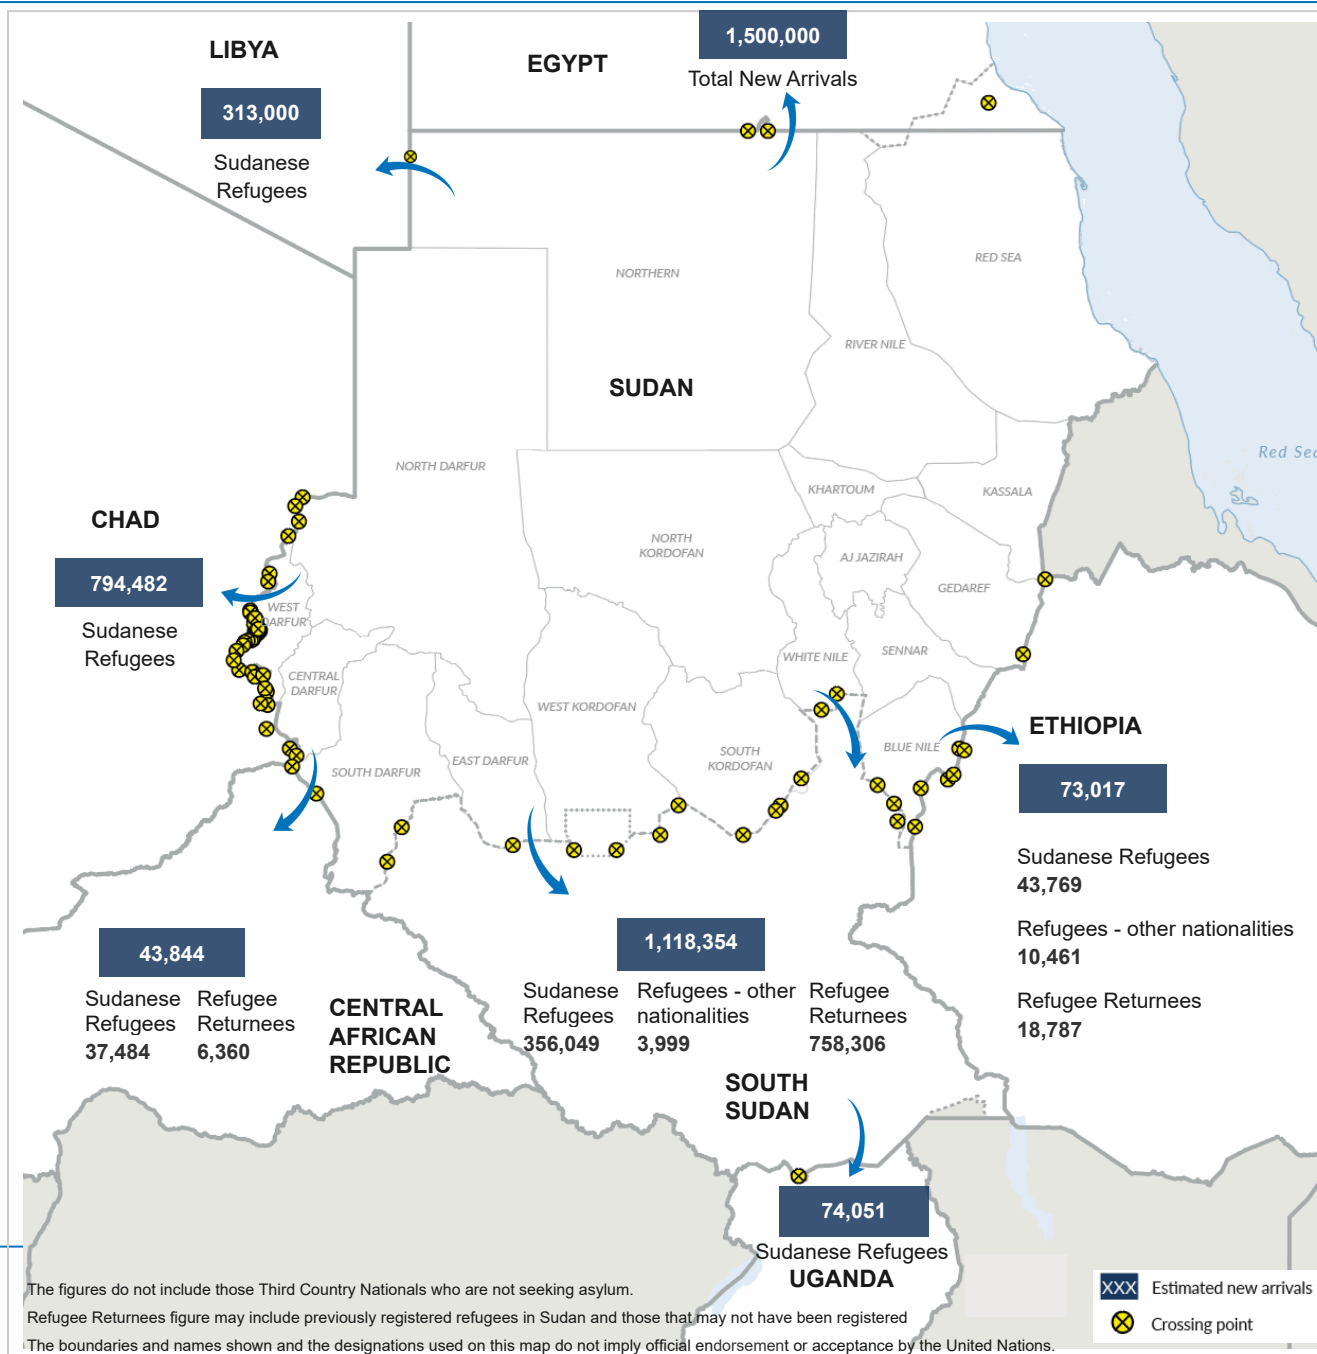 LIBYA
313,000
Sudanese
Refugees
EGYPT
1,500,000
Total New Arrivals
NORTHERN
RED SEA
RIVER NILE
SUDAN
NORTH DARFUR
KHARTOUM
KASSALA
Red Sea
CHAD
794,482
Sudanese
Refugees
NORTH
KORDOFAN
AJ JAZIRAH
GEDAREF
WEST
DARFUR
CENTRAL
DARFUR
WHITE NILE
SENNAR
WEST KORDOFAN
SOUTH
KORDOFAN
BLUE NILE
EAST DARFUR
SOUTH DARFUR
ETHIOPIA
73,017
Sudanese Refugees
43,769
Refugees - other nationalities
10,461
Refugee Returnees
18,787
43,844
Sudanese
Refugees
37,484
Refugee
Returnees
6,360
CENTRAL
AFRICAN
REPUBLIC
1,118,354
Sudanese
Refugees
356,049
Refugees - other
nationalities
3,999
Refugee
Returnees
758,306
SOUTH
SUDAN
74,051
Sudanese Refugees
UGANDA
XXX Estimated new arrivals
Crossing point
The figures do not include those Third Country Nationals who are not seeking asylum.
Refugee Returnees figure may include previously registered refugees in Sudan and those that may not have been registered
The boundaries and names shown and the designations used on this map do not imply official endorsement or acceptance by the United Nations.